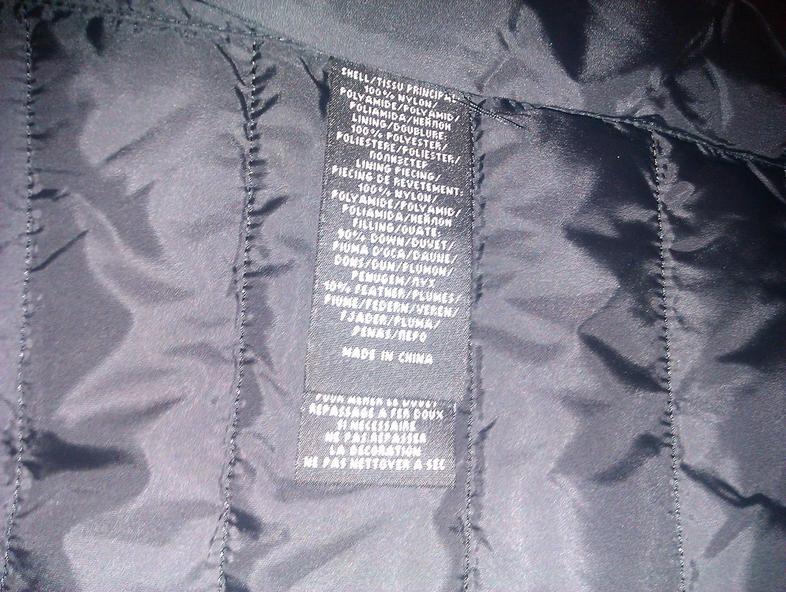 SHELL/TISSU PRINCIPAL:
100% NYLON/
POLYAMIDE/POLYAMID/
POLIAMIDA/НЕЙЛОН
LINING/DOUBLURE:
100% POLYESTER/
POLIESTERE/POLIESTER/
ПОЛИЭСТЕР
LINING PIECING/
PIECING DE REVETEMENT:
100% NYLON/
POLYAMIDE/POLYAMID/
POLIAMIDA/НЕЙЛОН
FILLING/OUATE:
90% DOWN/DUVET/
PIUMA D'OCA/DAUNE/
DONS/DUN/PLUMON/
PENUGEM/ПУХ
10% FEATHER/PLUMES/
PIUME/FEDERN/VEREN/
FJADER/PLUMA/
PENAS/ПЕРО
MADE IN CHINA
REPASSAGE A FER DOUX
SI NECESSAIRE
NE PAS REPASSER
LA DECORATION
NE PAS NETTOYER A SEC